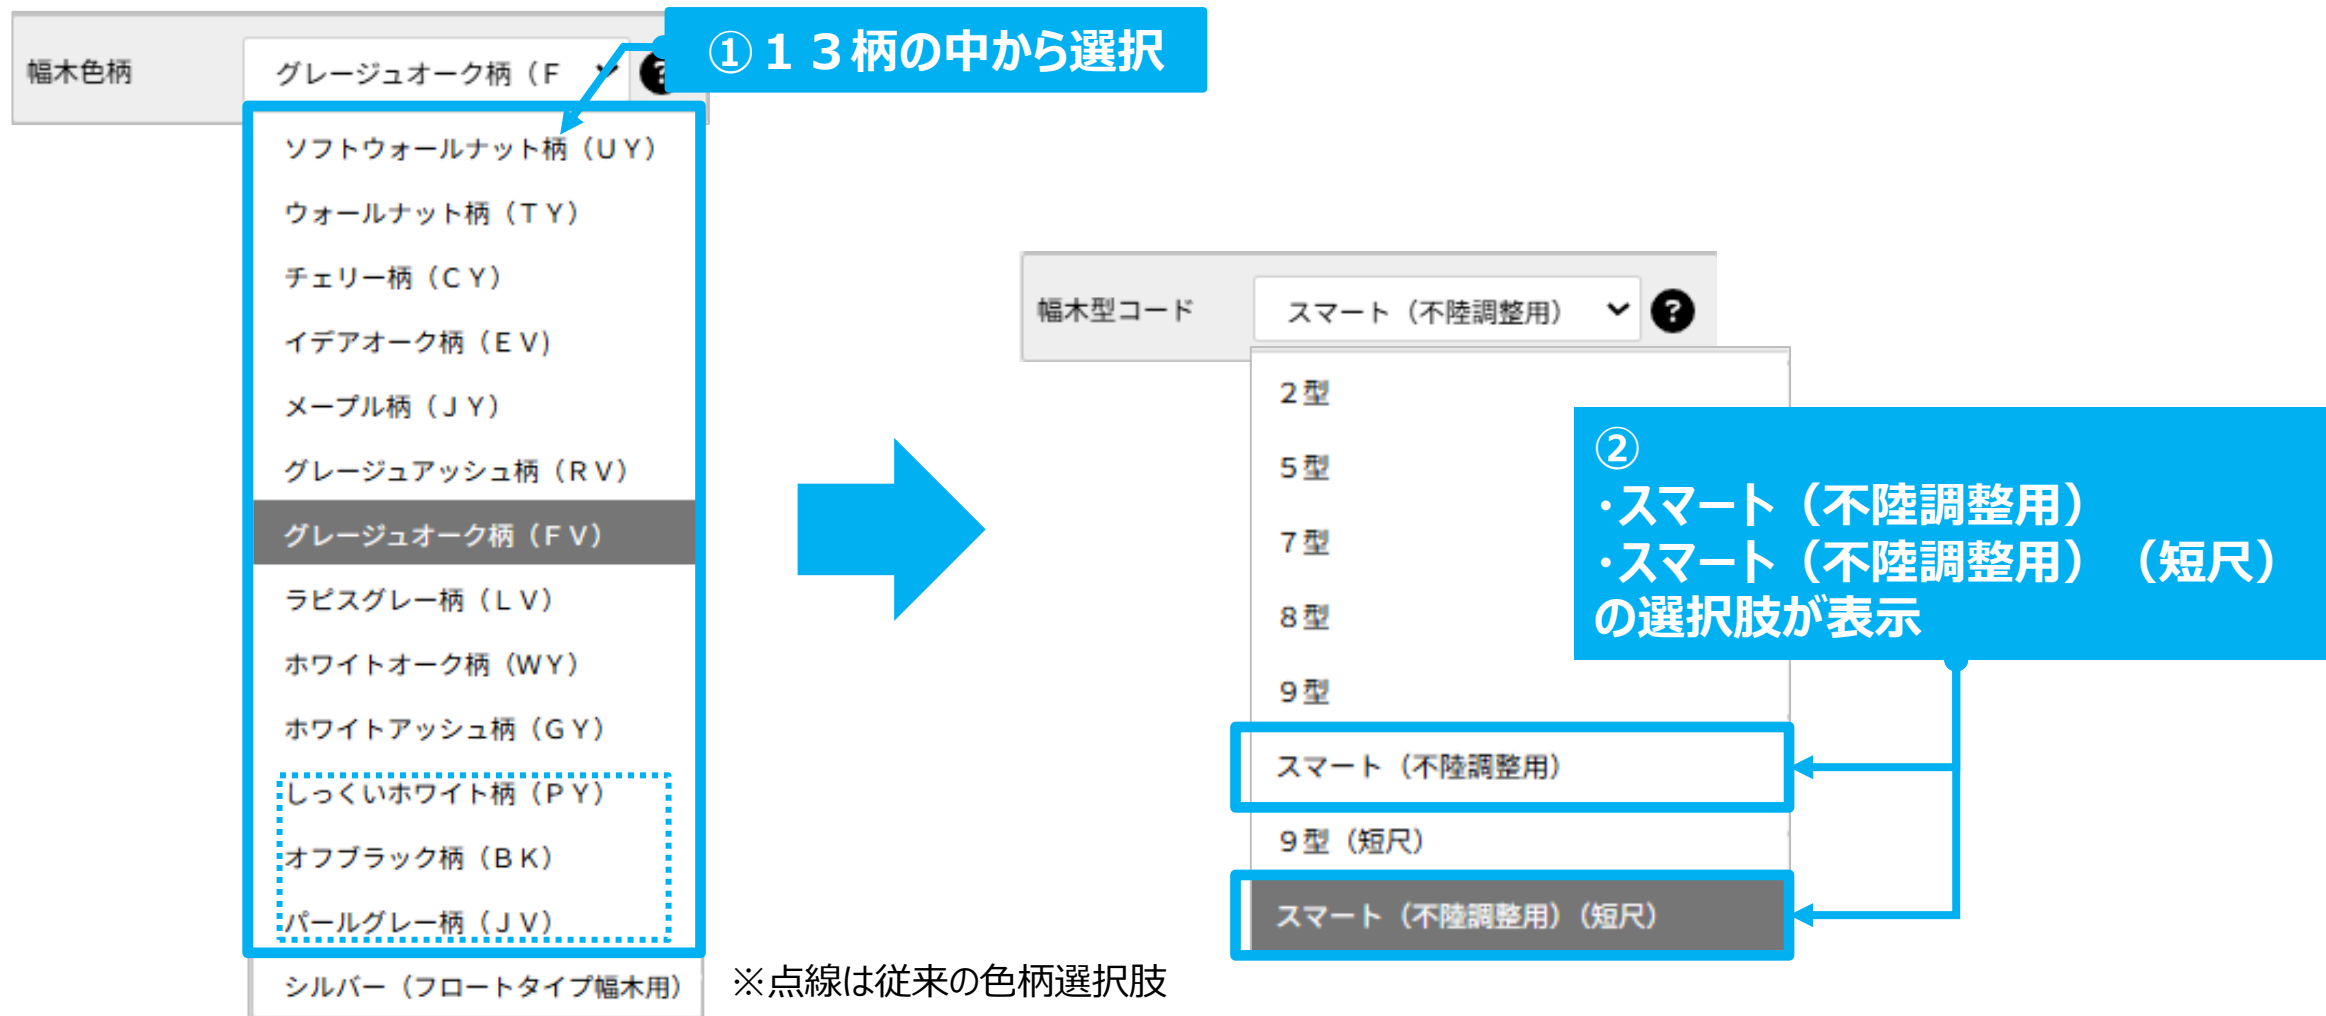 ①１３柄の中から選択
幅木色柄
グレージュオーク柄（Ｆ
ソフトウォールナット柄（ＵＹ）
ウォールナット柄（ＴＹ）
チェリー柄（ＣＹ）
イデアオーク柄（ＥＶ)
メープル柄（ＪＹ）
グレージュアッシュ柄（ＲＶ）
グレージュオーク柄（ＦＶ）
ラピスグレー柄（ＬＶ）
ホワイトオーク柄（ＷＹ）
ホワイトアッシュ柄（ＧＹ）
しっくいホワイト柄（ＰＹ）
オフブラック柄（ＢＫ）
パールグレー柄（ＪＶ）
シルバー（フロートタイプ幅木用）
※点線は従来の色柄選択肢
幅木型コード
スマート（不陸調整用）
２型
５型
７型
８型
９型
スマート（不陸調整用）
９型（短尺）
スマート（不陸調整用）（短尺）
②
・スマート（不陸調整用）
・スマート（不陸調整用）（短尺）
の選択肢が表示